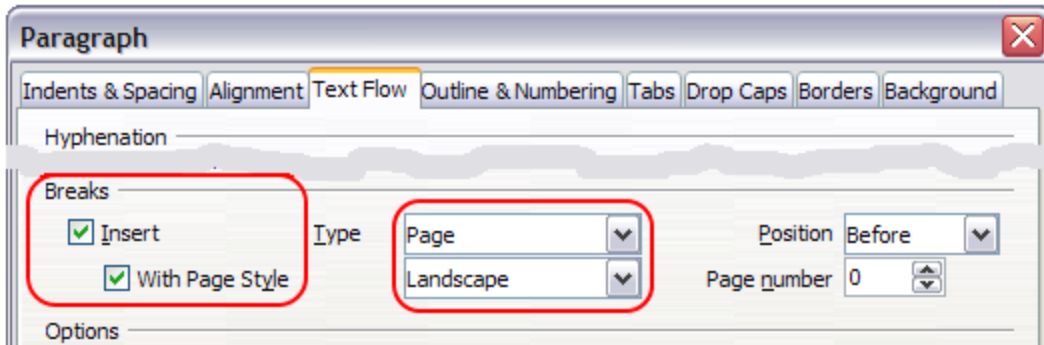 Paragraph
Indents & Spacing Alignment Text Flow Outline & Numbering Tabs Drop Caps Borders Background
Hyphenation
Breaks
Insert Type Page Position Before
With Page Style Landscape Page number 0
Options